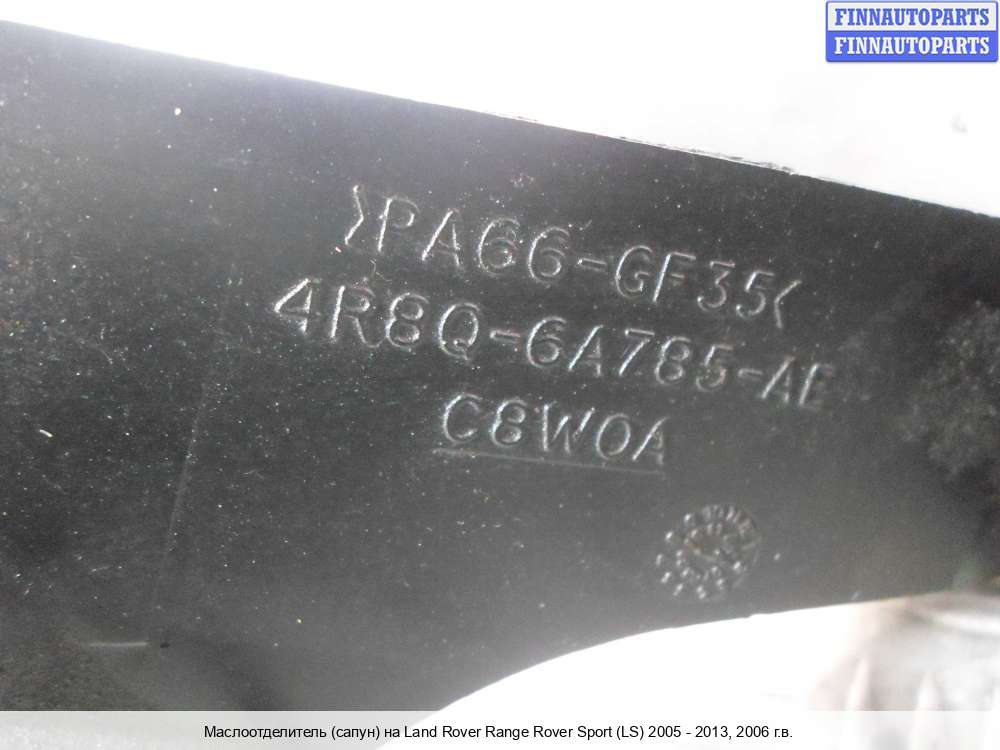 FINNAUTOPARTS
FINNAUTOPARTS
>PA66-GF35<
4R8Q-6A785-AE
C8W0A
Маслоотделитель (сапун) на Land Rover Range Rover Sport (LS) 2005 - 2013, 2006 г.в.